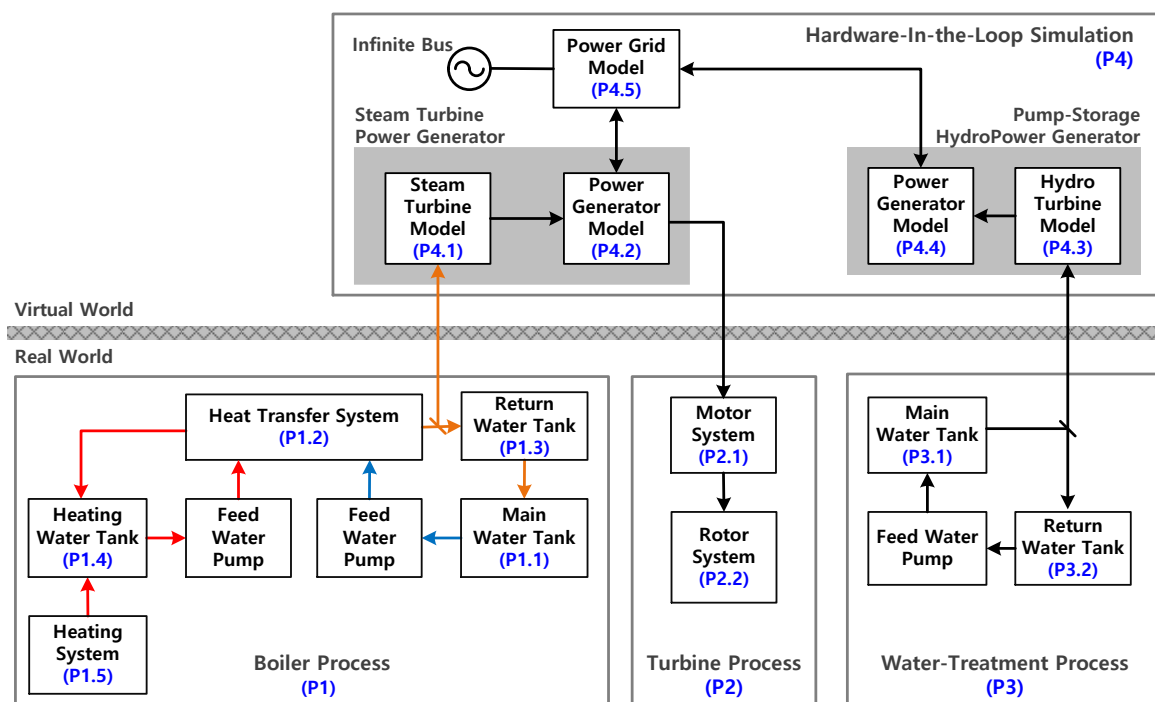 Infinite Bus
Power Grid
Model
(P4.5)
Hardware-In-the-Loop Simulation
(P4)
Steam Turbine
Power Generator
Pump-Storage
HydroPower Generator
Steam
Turbine
Model
(P4.1)
Power
Generator
Model
(P4.2)
Power
Generator
Model
(P4.4)
Hydro
Turbine
Model
(P4.3)
Virtual World
Real World
Heat Transfer System
(P1.2)
Return
Water Tank
(P1.3)
Heating
Water Tank
(P1.4)
Feed
Water
Pump
Feed
Water
Pump
Main
Water Tank
(P1.1)
Heating
System
(P1.5)
Boiler Process
(P1)
Motor
System
(P2.1)
Rotor
System
(P2.2)
Turbine Process
(P2)
Main
Water Tank
(P3.1)
Feed Water
Pump
Return
Water Tank
(P3.2)
Water-Treatment Process
(P3)